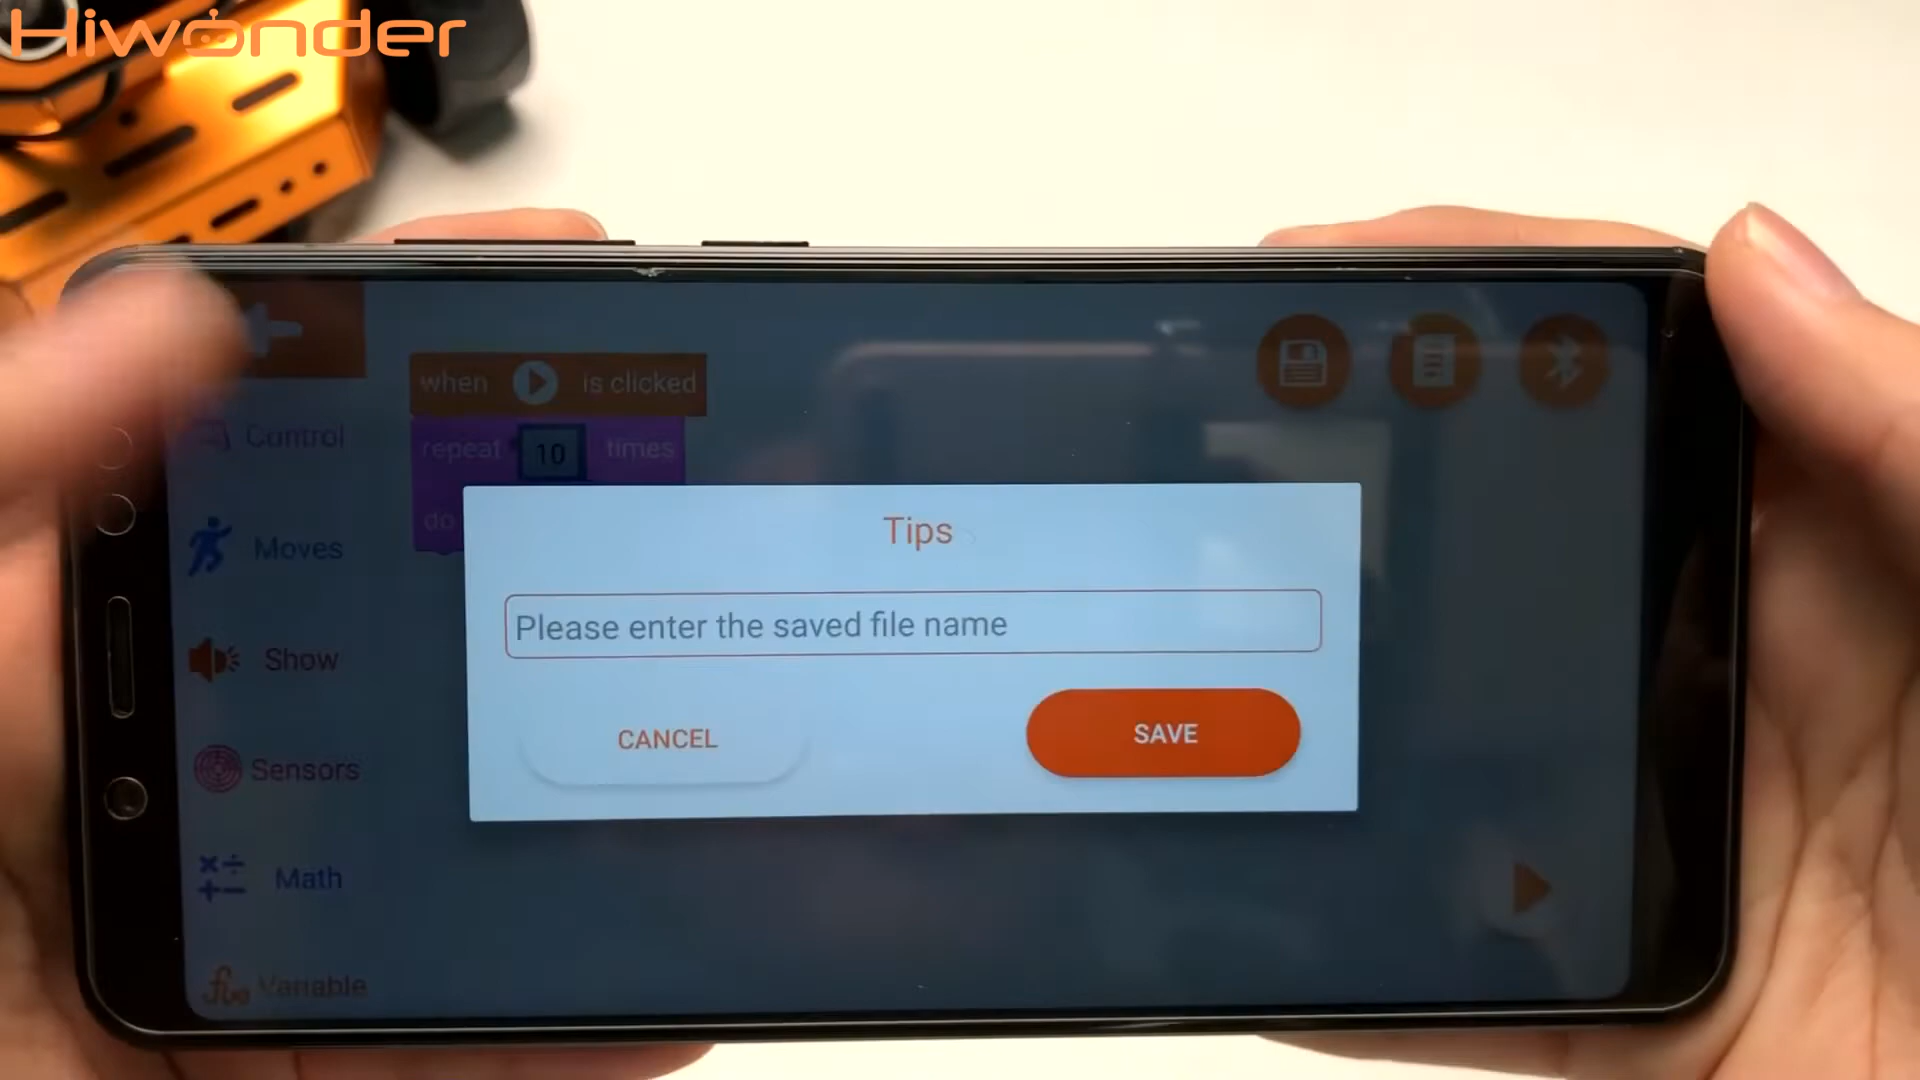 Hiwonder
when is clicked
repeat 10 times
do
Control
Moves
Show
Sensors
Math
Variable
Tips
Please enter the saved file name
CANCEL
SAVE